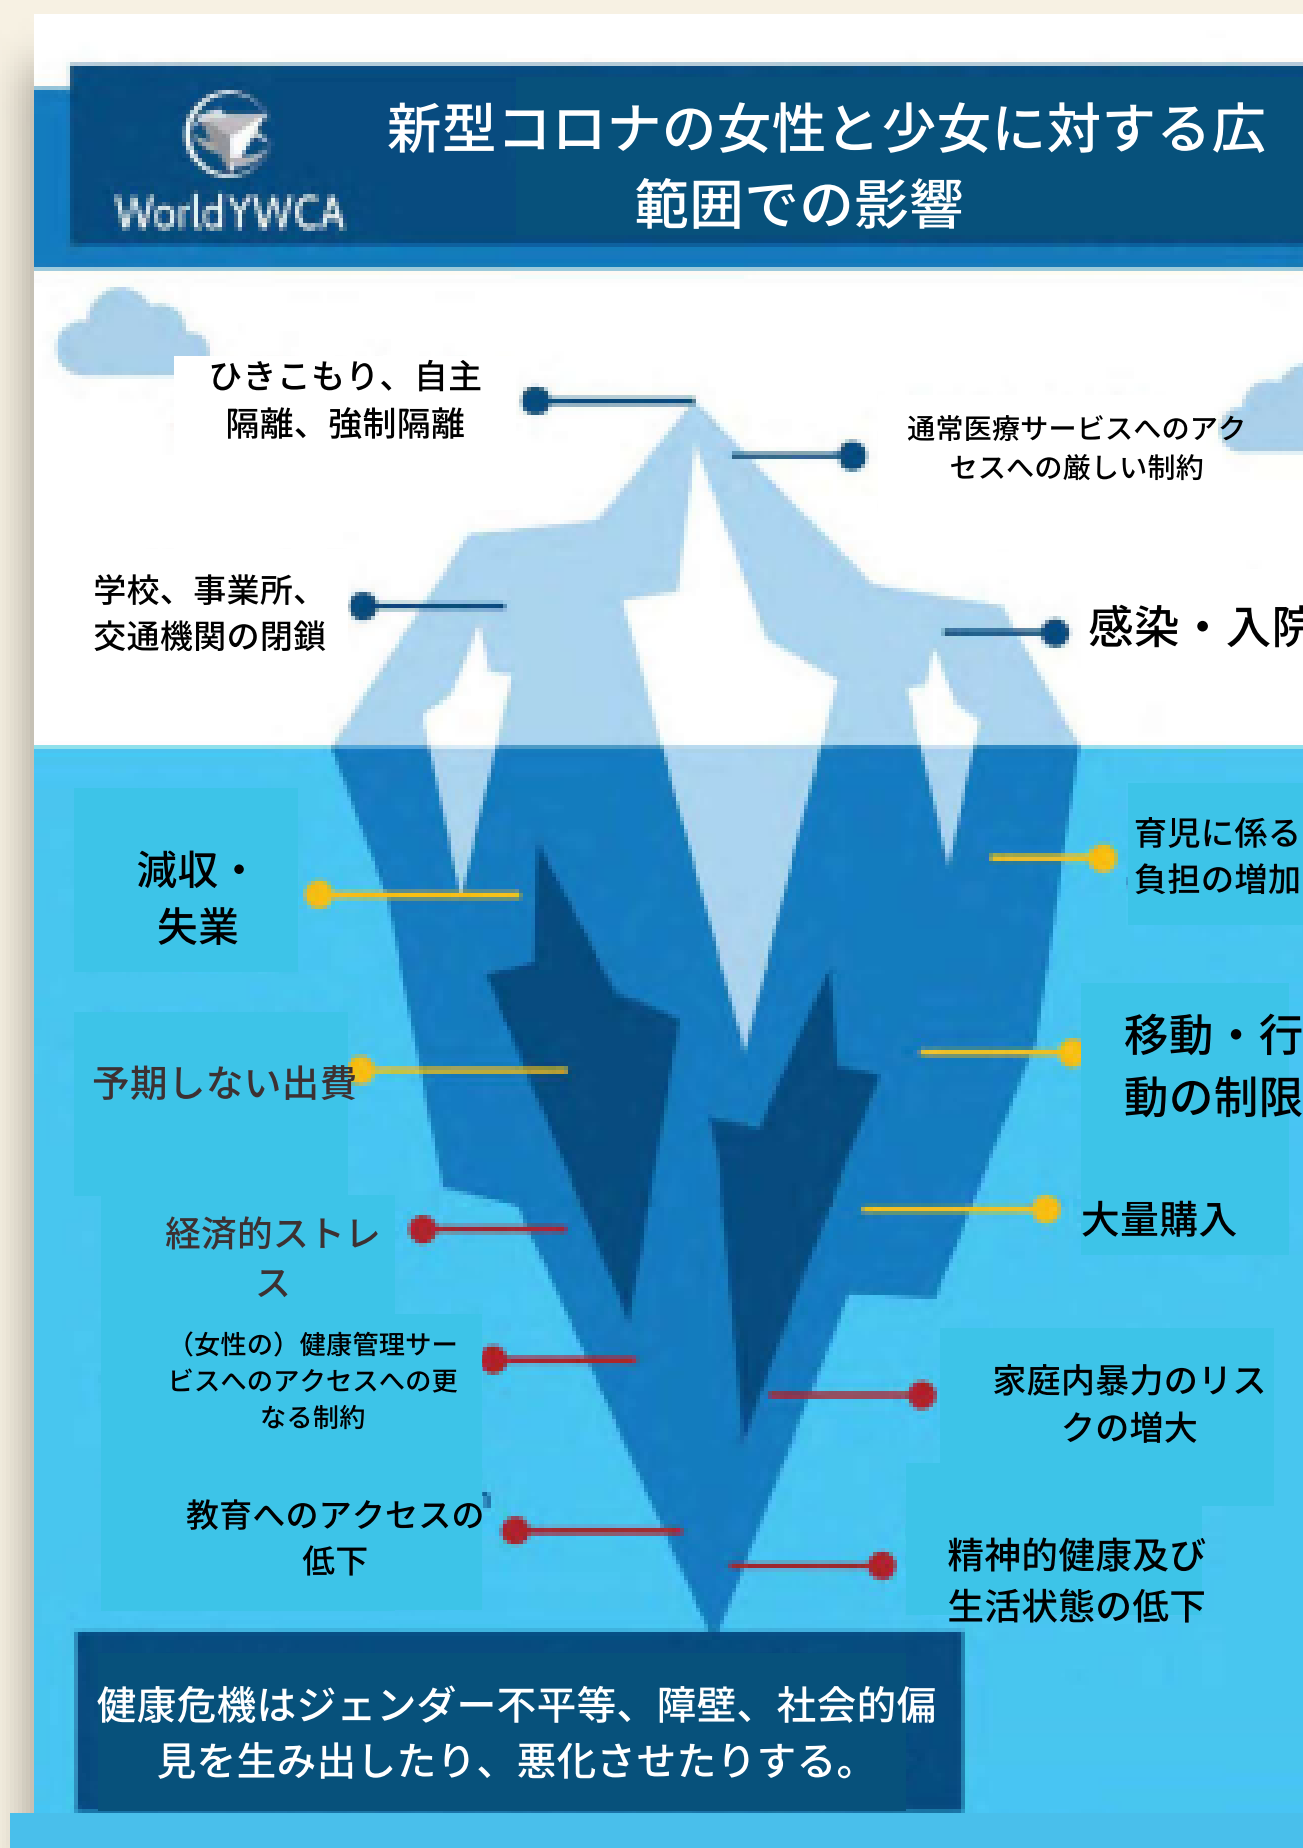 新型コロナの女性と少女に対する広
範囲での影響
WorldYWCA
ひきこもり、自主
隔離、強制隔離
通常医療サービスへのアク
セスへの厳しい制約
学校、事業所、
交通機関の閉鎖
感染・入院
減収・
失業
育児に係る
負担の増加
予期しない出費
移動・行
動の制限
経済的ストレ
ス
大量購入
（女性の）健康管理サー
ビスへのアクセスへの更
なる制約
家庭内暴力のリス
クの増大
教育へのアクセスの
低下
精神的健康及び
生活状態の低下
健康危機はジェンダー不平等、障壁、社会的偏
見を生み出したり、悪化させたりする。